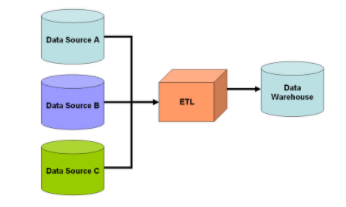 Data Source A
Data Source B
Data Source C
ETL
Data
Warehouse